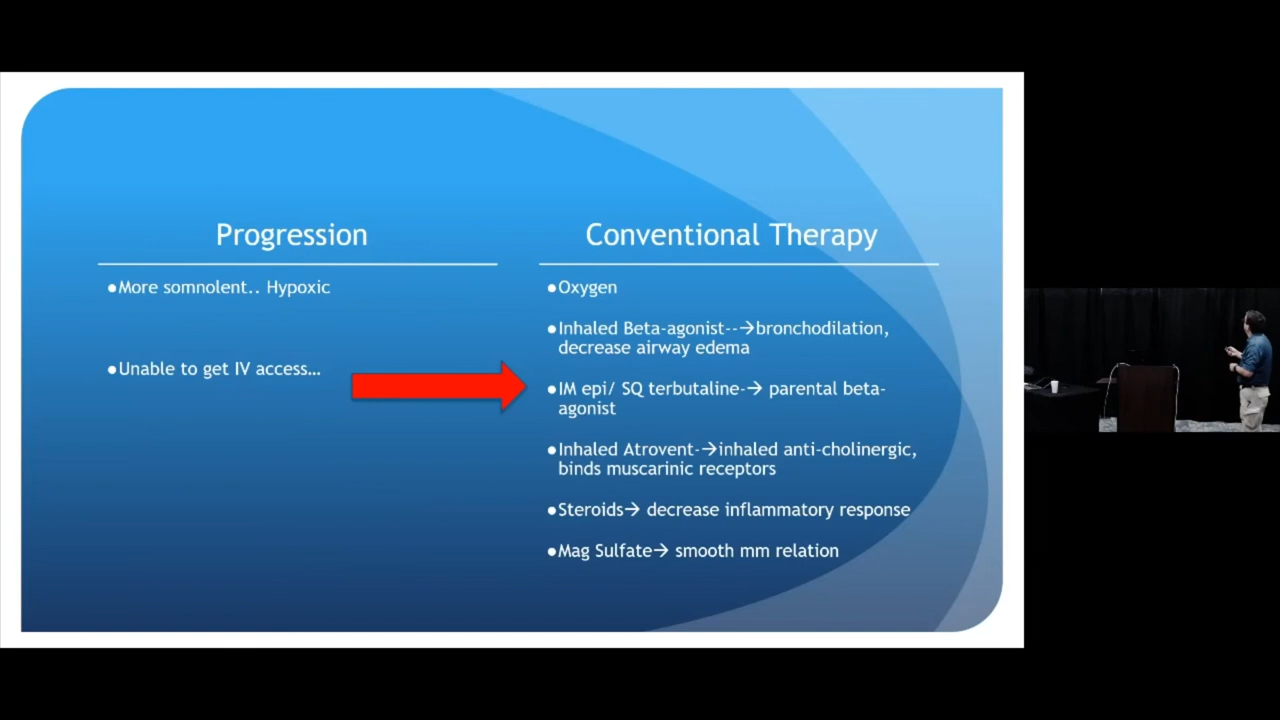 Progression
●More somnolent.. Hypoxic
●Unable to get IV access…
Conventional Therapy
●Oxygen
●Inhaled Beta-agonist--→bronchodilation,
decrease airway edema
●IM epi/ SQ terbutaline-→ parental beta-
agonist
●Inhaled Atrovent-→inhaled anti-cholinergic,
binds muscarinic receptors
●Steroids→ decrease inflammatory response
●Mag Sulfate→ smooth mm relation